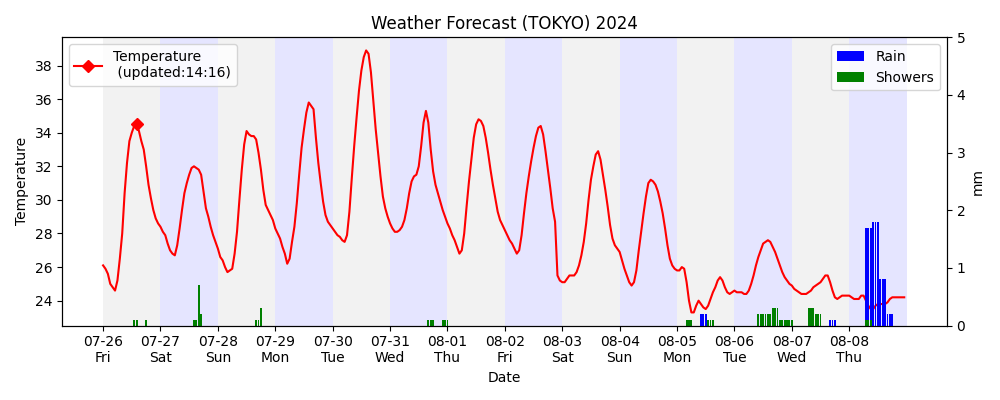 Weather Forecast (TOKYO) 2024
Temperature
(updated:14:16)
Rain
Showers
Temperature
38
36
34
32
30
28
26
24
5
4
3
2
1
0
mm
07-26 07-27 07-28 07-29 07-30 07-31 08-01 08-02 08-03 08-04 08-05 08-06 08-07 08-08
Fri Sat Sun Mon Tue Wed Thu Fri Sat Sun Mon Tue Wed Thu
Date